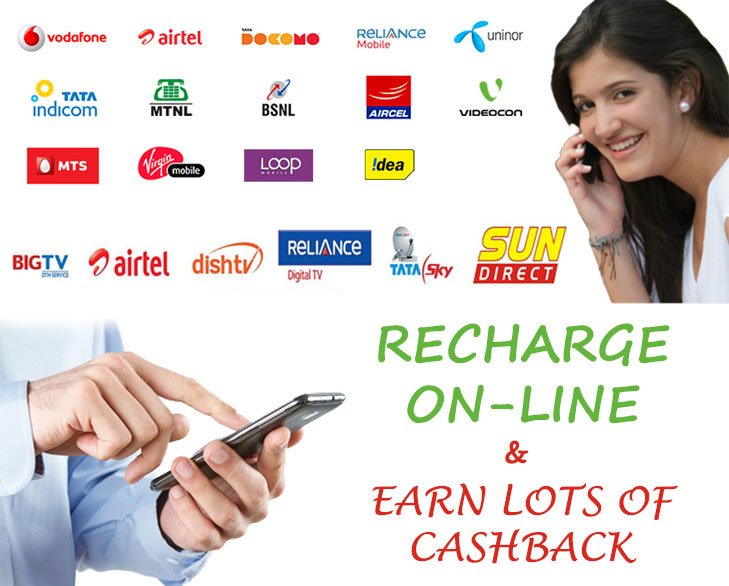 vodafone airtel TATA DOCOMO RELIANCE Mobile uninor
TATA indicom MTNL BSNL AIRCEL VIDEOCON
MTS Virgin mobile LOOP MOBILE !dea
BIGTV DTH SERVICE airtel dishtv RELIANCE Digital TV TATA Sky SUN DIRECT
RECHARGE
ON-LINE
&
EARN LOTS OF
CASHBACK